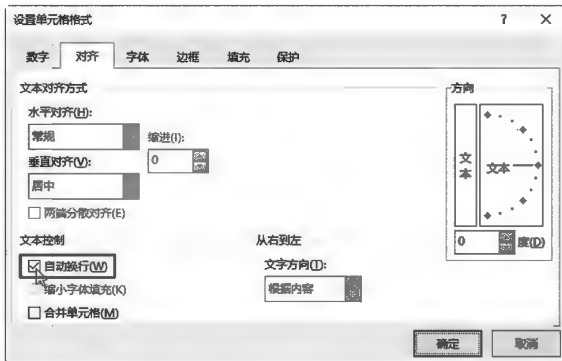 设置单元格格式 ? ×
数字 对齐 字体 边框 填充 保护
文本对齐方式
水平对齐(H):
常规
缩进(I):
0
垂直对齐(V):
居中
两端分散对齐(E)
文本控制
自动换行(W)
缩小字体填充(K)
合并单元格(M)
从右到左
文字方向(T):
根据内容
方向
文本
文本
0 度(D)
确定 取消